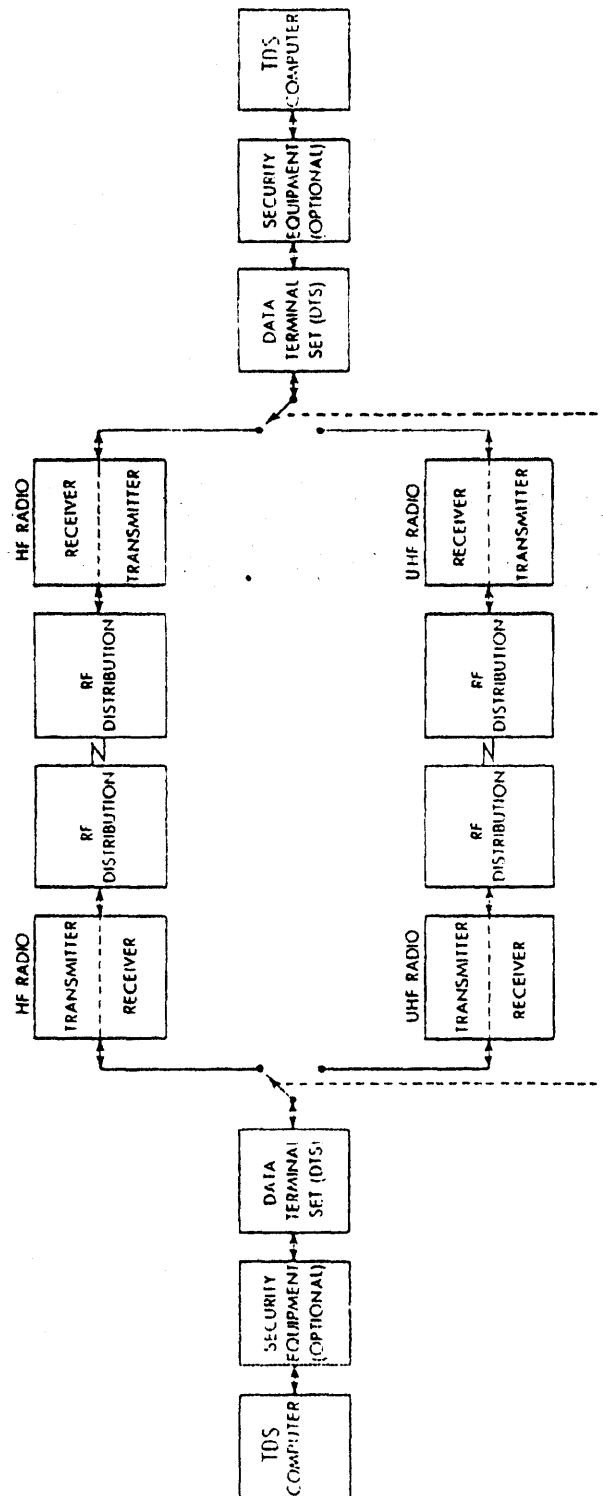 TDS
COMPUTER
SECURITY
EQUIPMENT
(OPTIONAL)
DATA
TERMINAL
SET (DTS)
HF RADIO
TRANSMITTER
RECEIVER
RF
DISTRIBUTION
RF
DISTRIBUTION
HF RADIO
RECEIVER
TRANSMITTER
UHF RADIO
TRANSMITTER
RECEIVER
RF
DISTRIBUTION
RF
DISTRIBUTION
UHF RADIO
RECEIVER
TRANSMITTER
DATA
TERMINAL
SET (DTS)
SECURITY
EQUIPMENT
(OPTIONAL)
TDS
COMPUTER